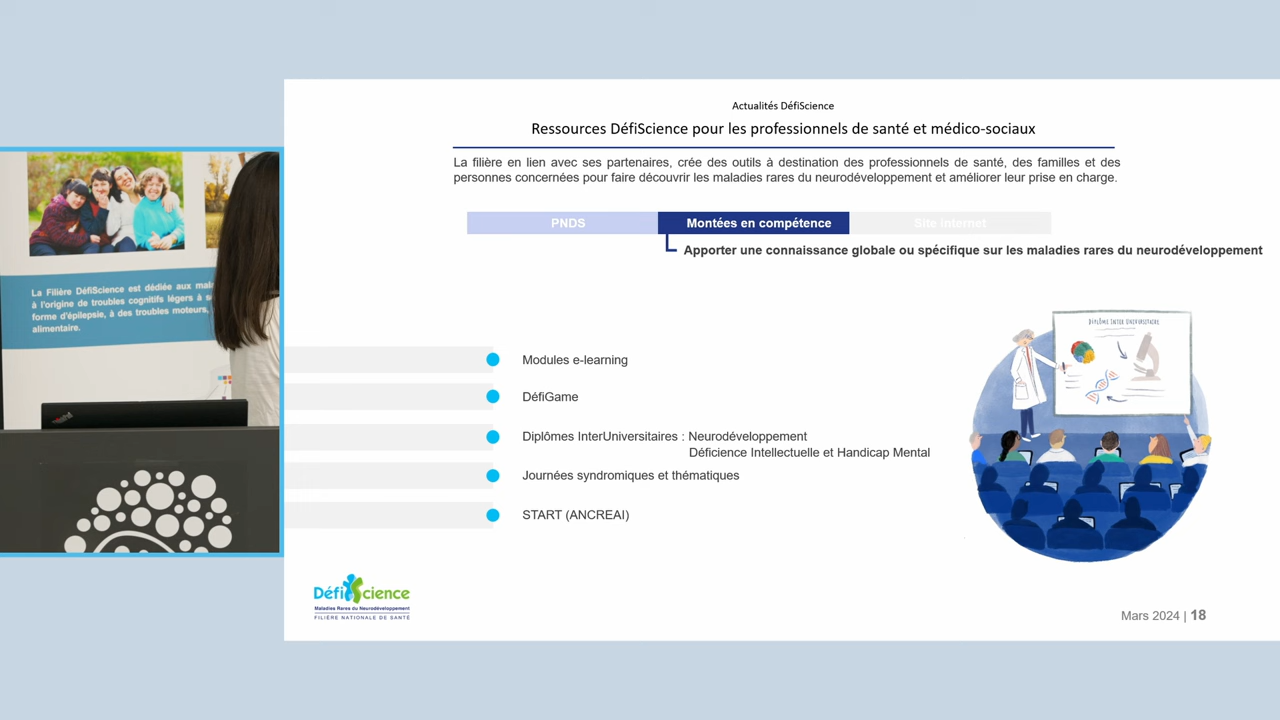 Actualités DéfiScience
Ressources DéfiScience pour les professionnels de santé et médico-sociaux
La filière en lien avec ses partenaires, crée des outils à destination des professionnels de santé, des familles et des
personnes concernées pour faire découvrir les maladies rares du neurodéveloppement et améliorer leur prise en charge.
PNDS
Montées en compétence
Site internet
Apporter une connaissance globale ou spécifique sur les maladies rares du neurodéveloppement
La Filière DéfiScience est dédiée aux
à l'origine de troubles cognitifs légers à
forme d'épilepsie, à des troubles moteurs,
alimentaire.
DIPLÔME INTER UNIVERSITAIRE
Modules e-learning
DéfiGame
Diplômes InterUniversitaires : Neurodéveloppement
Déficience Intellectuelle et Handicap Mental
Journées syndromiques et thématiques
START (ANCREAI)
DéfiScience
Maladies Rares du Neurodéveloppement
FILIÈRE NATIONALE DE SANTÉ
Mars 2024 | 18